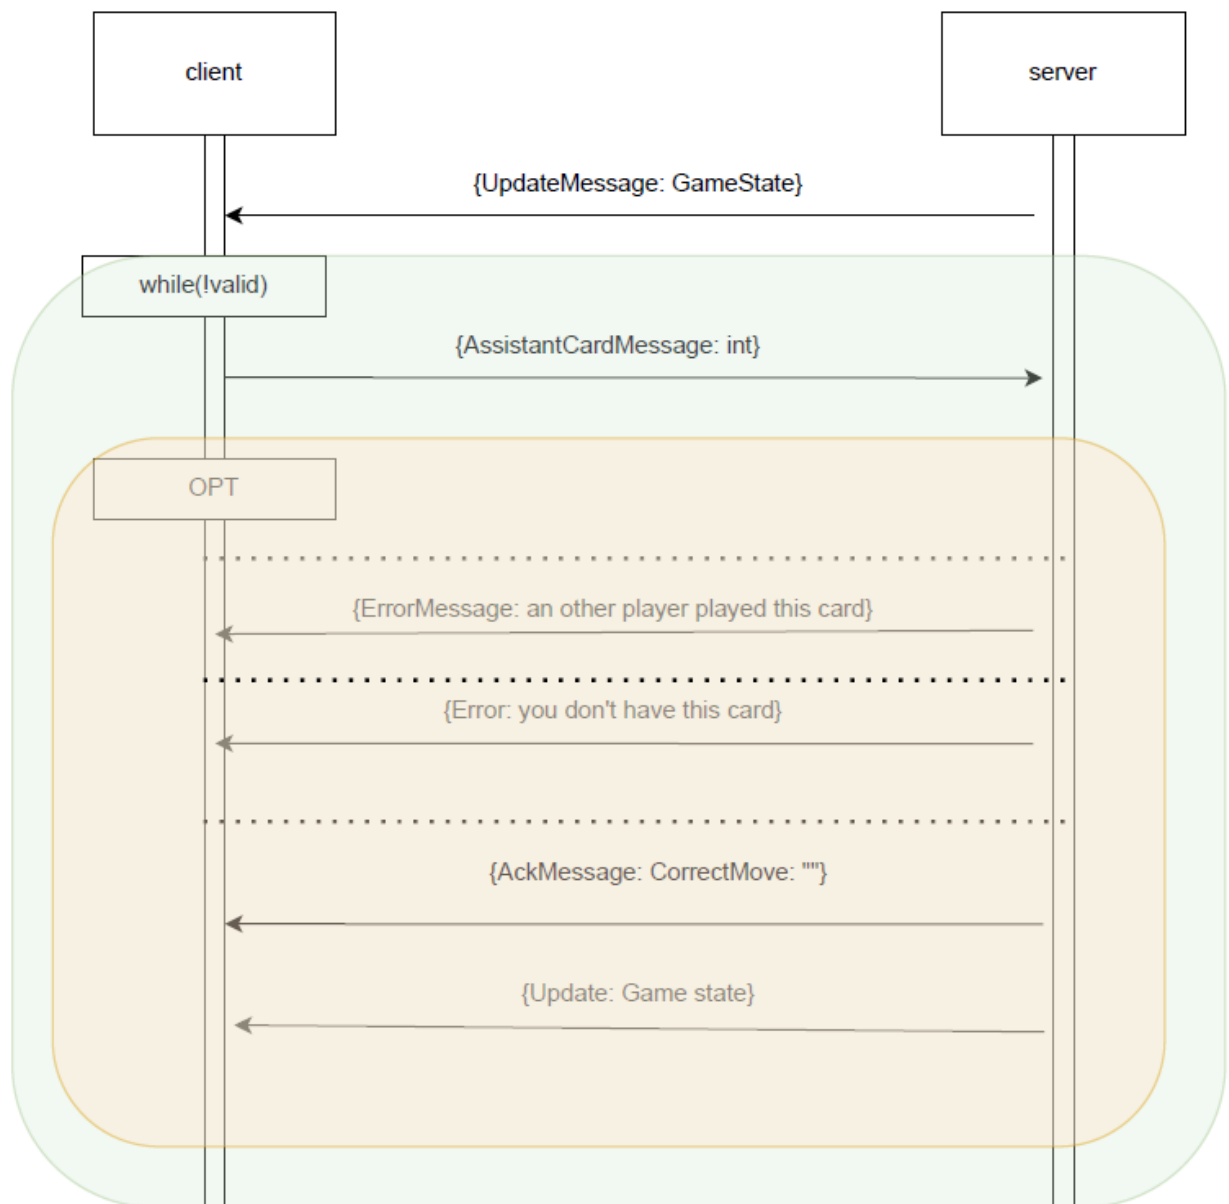 client
server
{UpdateMessage: GameState}
while(!valid)
{AssistantCardMessage: int}
OPT
{ErrorMessage: an other player played this card}
{Error: you don't have this card}
{AckMessage: CorrectMove: ""}
{Update: Game state}